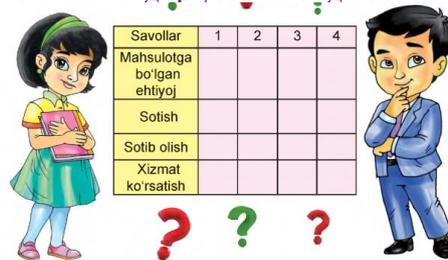 Savollar 1 2 3 4
Mahsulotga
bo‘lgan
ehtiyoj
Sotish
Sotib olish
Xizmat
ko‘rsatish
? ? ?